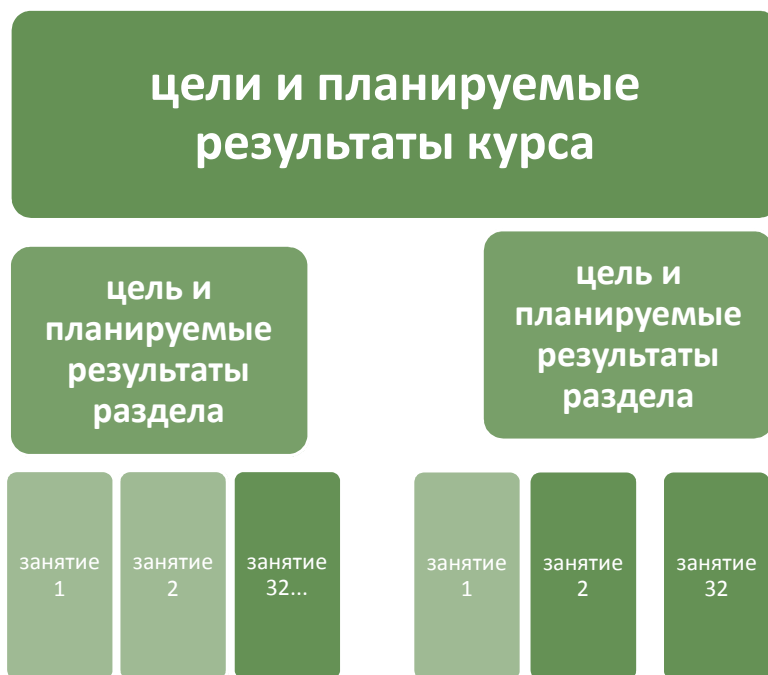 цели и планируемые
результаты курса
цель и
планируемые
результаты
раздела
цель и
планируемые
результаты
раздела
занятие
1
занятие
2
занятие
32...
занятие
1
занятие
2
занятие
32